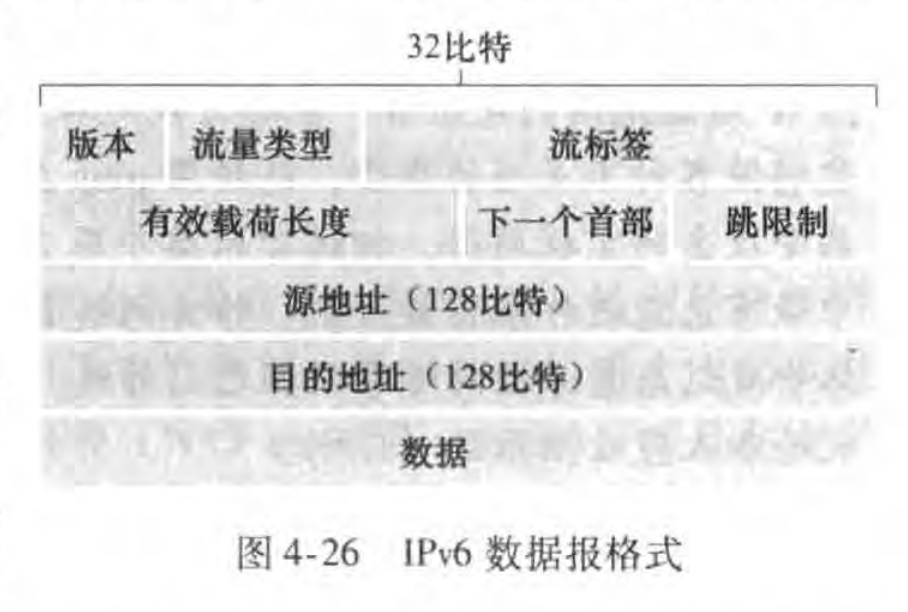 32比特
版本 流量类型 流标签
有效载荷长度 下一个首部 跳限制
源地址（128比特）
目的地址（128比特）
数据
图 4-26 IPv6 数据报格式